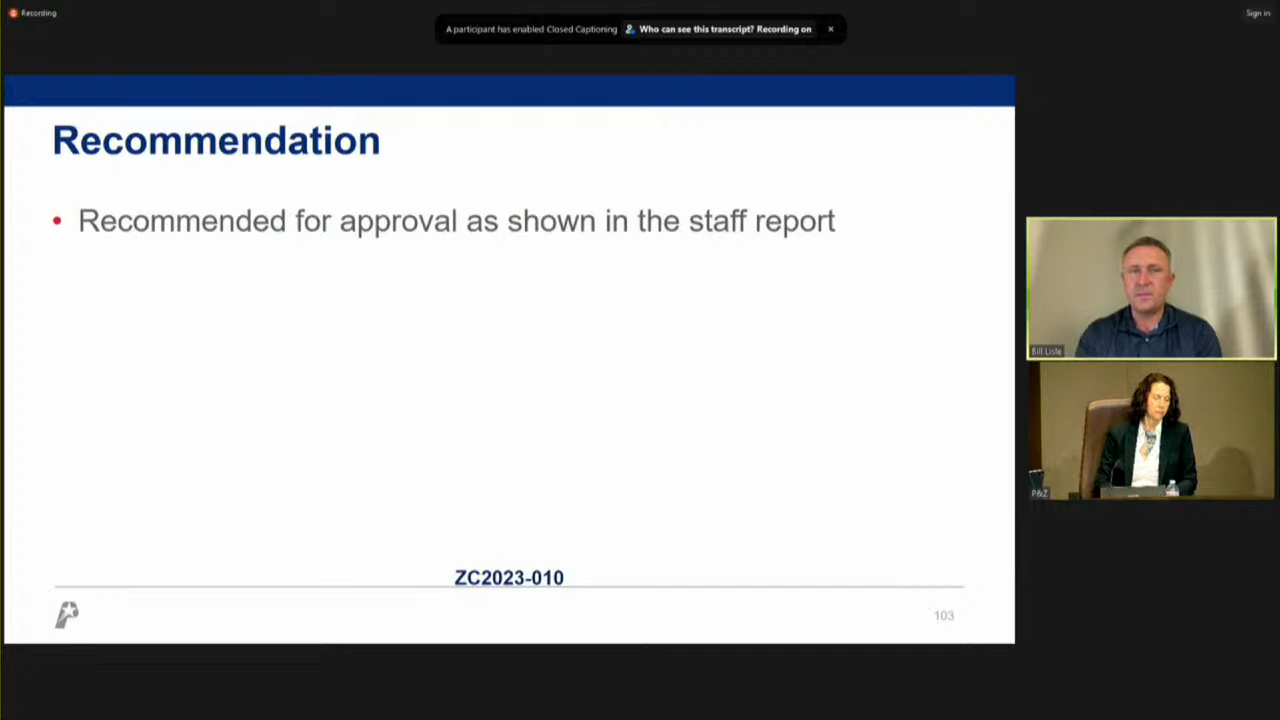 Recording
Sign in
A participant has enabled Closed Captioning Who can see this transcript? Recording on ×
Recommendation
• Recommended for approval as shown in the staff report
Bill Lisle
P&Z
ZC2023-010
103